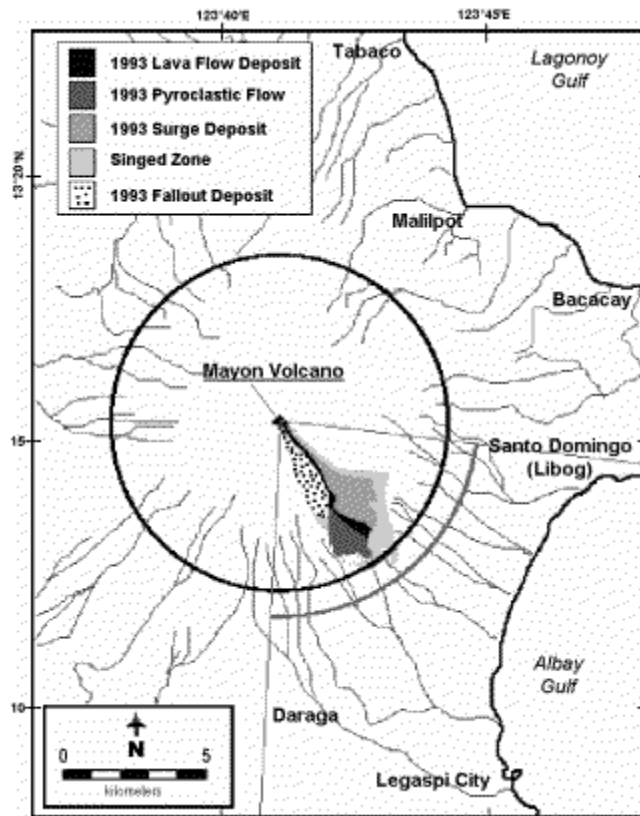 123°40'E
123°45'E
1993 Lava Flow Deposit
1993 Pyroclastic Flow
1993 Surge Deposit
Singed Zone
1993 Fallout Deposit
Tabaco
Lagonoy
Gulf
13°20'N
Malilpot
Bacacay
Mayon Volcano
15
Santo Domingo
(Libog)
Albay
Gulf
10
Daraga
N
0
5
kilometers
Legaspi City